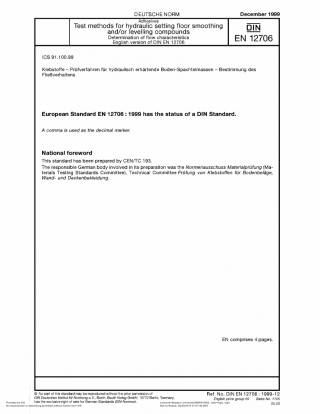 DEUTSCHE NORM
December 1999
Adhesives
Test methods for hydraulic setting floor smoothing
and/or levelling compounds
Determination of flow characteristics
English version of DIN EN 12706
DIN
EN 12706
ICS 91.100.99
Klebstoffe – Prüfverfahren für hydraulisch erhärtende Boden-Spachtelmassen – Bestimmung des
Fließverhaltens
European Standard EN 12706 : 1999 has the status of a DIN Standard.
A comma is used as the decimal marker.
National foreword
This standard has been prepared by CEN/TC 193.
The responsible German body involved in its preparation was the Normenausschuss Materialprüfung (Ma-
terials Testing Standards Committee), Technical Committee Prüfung von Klebstoffen für Bodenbeläge,
Wand- und Deckenbekleidung.
EN comprises 4 pages.
© No part of this standard may be reproduced without the prior permission of
DIN Deutsches Institut für Normung e.V., Berlin. Beuth Verlag GmbH, 10772 Berlin, Germany,
has the exclusive right of sale for German Standards (DIN-Normen).
Ref. No. DIN EN 12706 : 1999-12
English price group 05